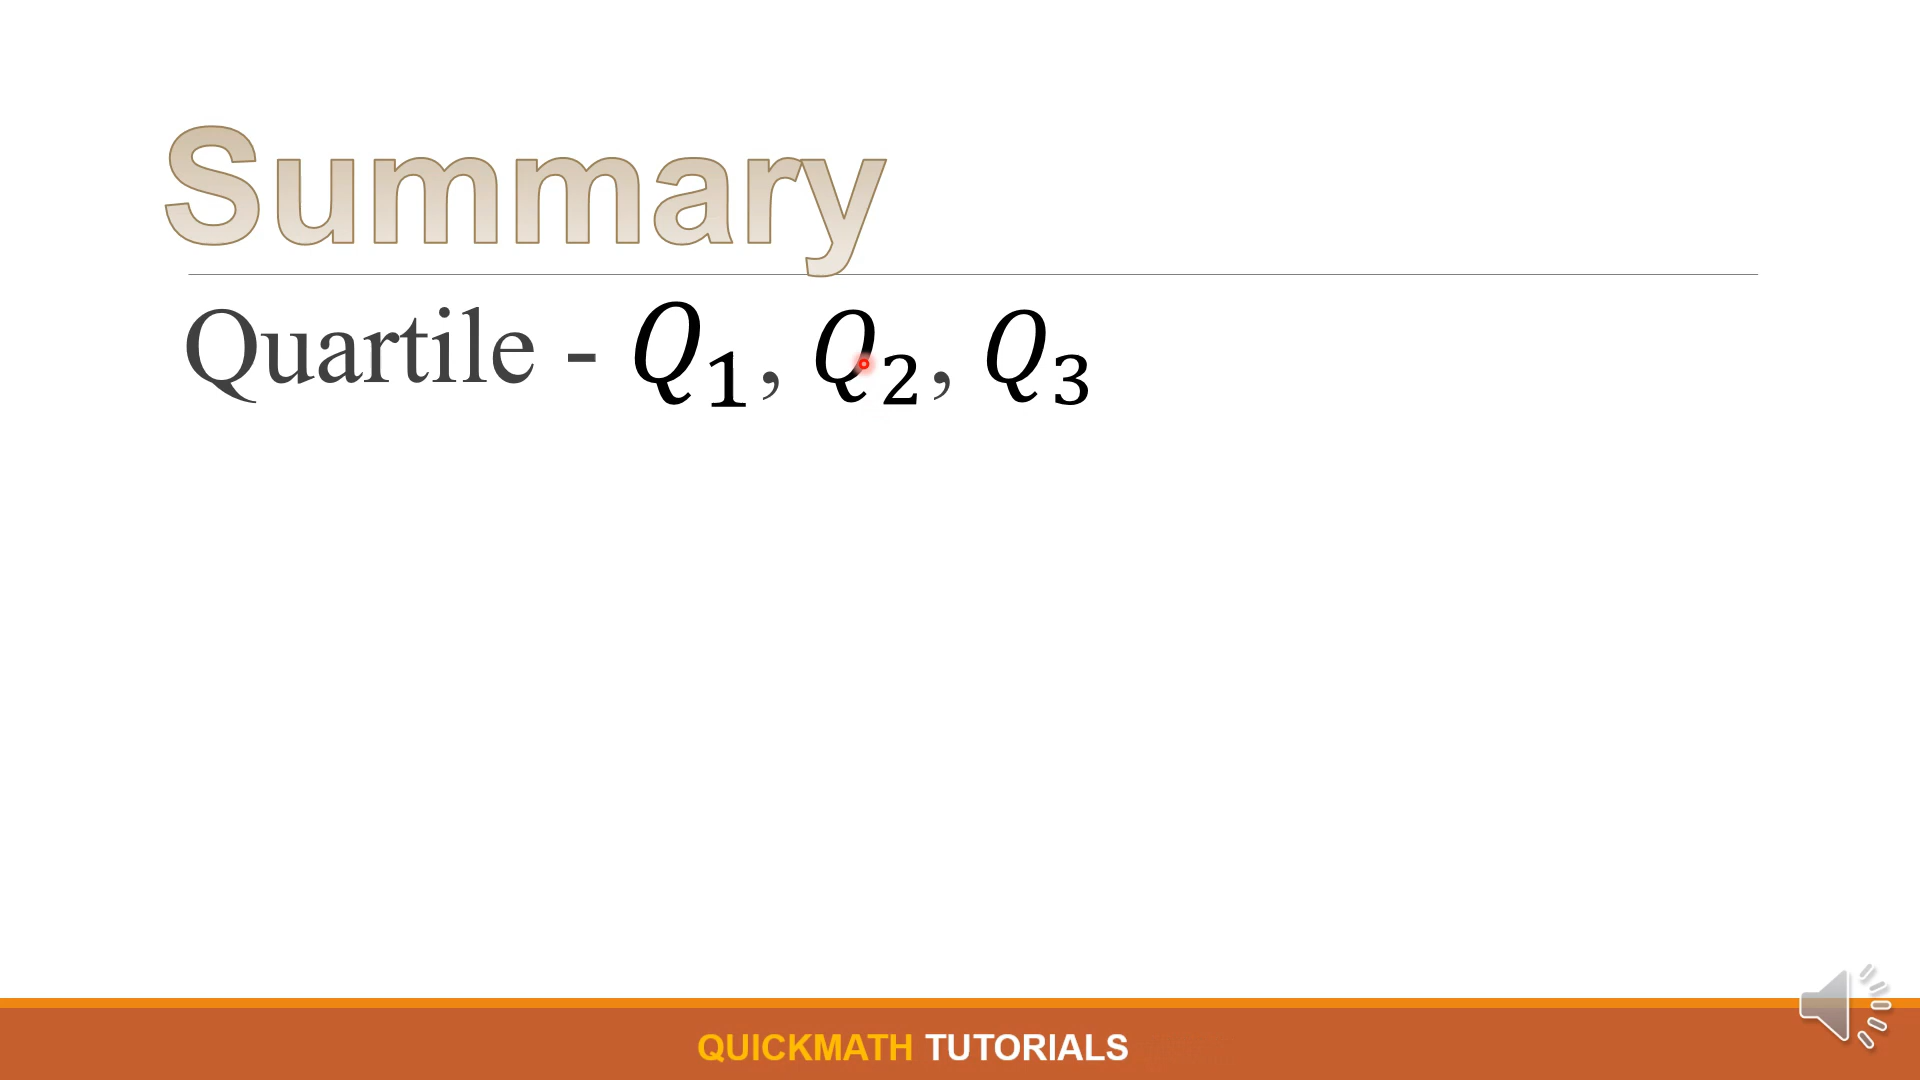 Summary
Quartile - Q₁, Q₂, Q₃
QUICKMATH TUTORIALS